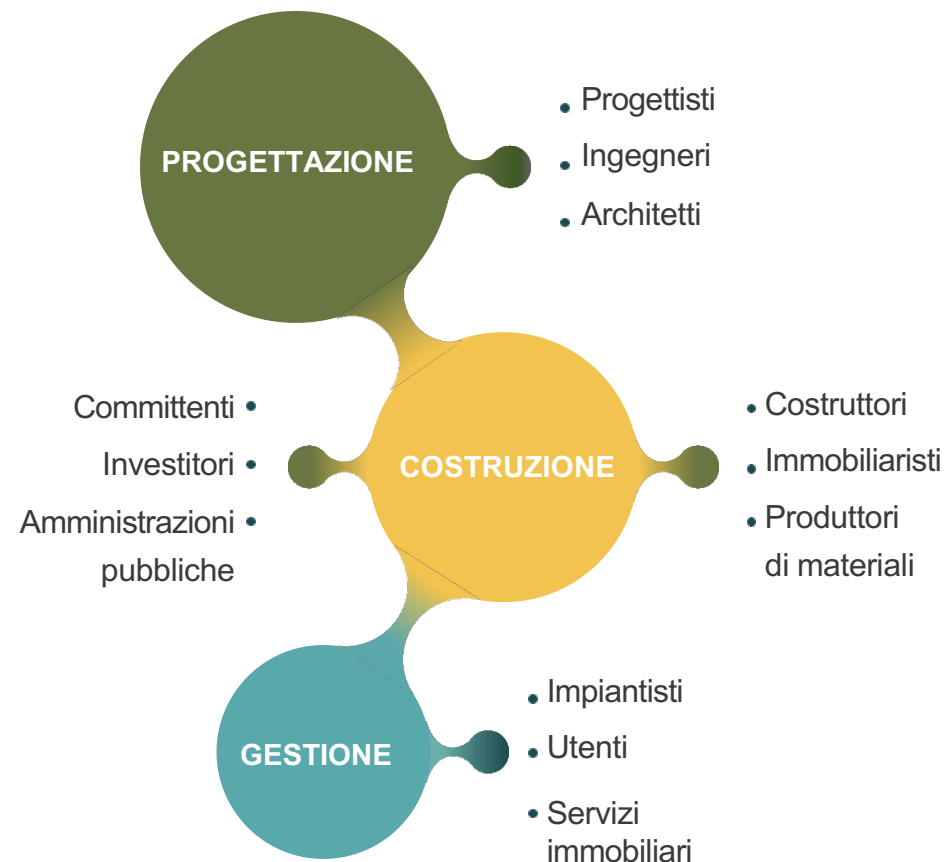 PROGETTAZIONE
Progettisti
Ingegneri
Architetti
Committenti
Investitori
Amministrazioni
pubbliche
COSTRUZIONE
Costruttori
Immobiliaristi
Produttori
di materiali
GESTIONE
Impiantisti
Utenti
Servizi
immobiliari